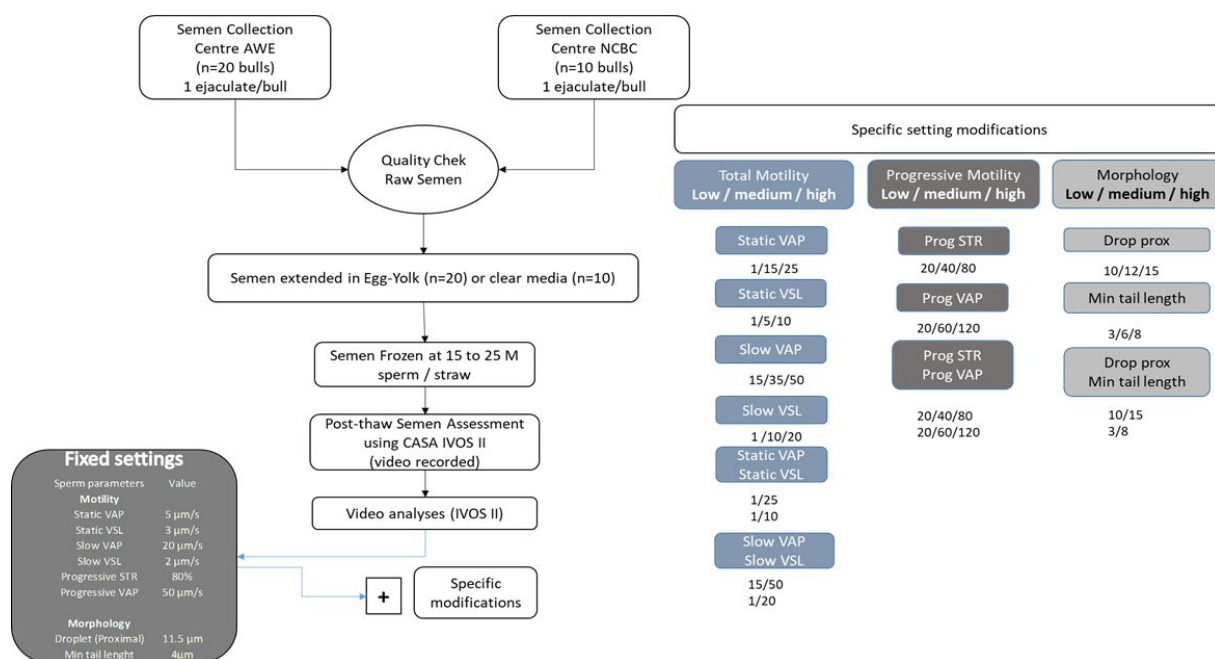 Semen Collection
Centre AWE
(n=20 bulls)
1 ejaculate/bull
Semen Collection
Centre NCBC
(n=10 bulls)
1 ejaculate/bull
Quality Chek
Raw Semen
Semen extended in Egg-Yolk (n=20) or clear media (n=10)
Semen Frozen at 15 to 25 M
sperm / straw
Post-thaw Semen Assessment
using CASA IVOS II
(video recorded)
Video analyses (IVOS II)
+
Specific
modifications
Fixed settings
Sperm parameters Value
Motility
Static VAP 5 µm/s
Static VSL 3 µm/s
Slow VAP 20 µm/s
Slow VSL 2 µm/s
Progressive STR 80%
Progressive VAP 50 µm/s
Morphology
Droplet (Proximal) 11.5 µm
Min tail lenght 4µm
Specific setting modifications
Total Motility
Low / medium / high
Static VAP
1/15/25
Static VSL
1/5/10
Slow VAP
15/35/50
Slow VSL
1 /10/20
Static VAP
Static VSL
1/25
1/10
Slow VAP
Slow VSL
15/50
1/20
Progressive Motility
Low / medium / high
Prog STR
20/40/80
Prog VAP
20/60/120
Prog STR
Prog VAP
20/40/80
20/60/120
Morphology
Low / medium / high
Drop prox
10/12/15
Min tail length
3/6/8
Drop prox
Min tail length
10/15
3/8